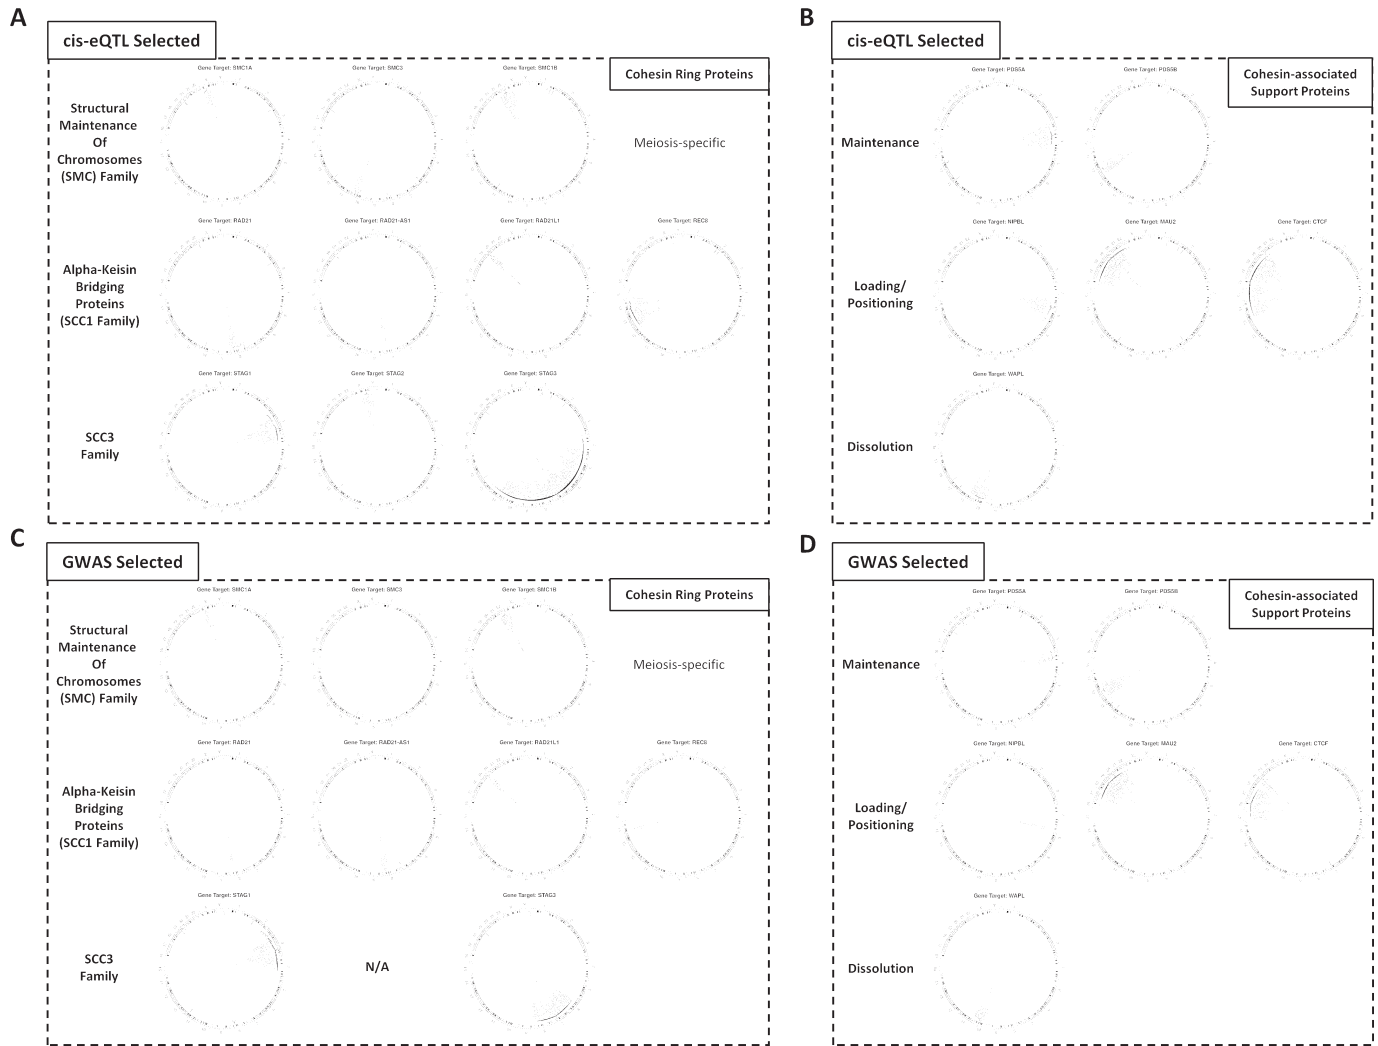 A
cis-eQTL Selected
Cohesin Ring Proteins
Gene Target: SMC1A
Gene Target: SMC3
Gene Target: SMC1B
Structural
Maintenance
Of
Chromosomes
(SMC) Family
Meiosis-specific
Gene Target: RAD21
Gene Target: RAD21-AS1
Gene Target: RAD21L1
Gene Target: REC8
Alpha-Keisin
Bridging
Proteins
(SCC1 Family)
Gene Target: STAG1
Gene Target: STAG2
Gene Target: STAG3
SCC3
Family
B
cis-eQTL Selected
Cohesin-associated
Support Proteins
Gene Target: PDS5A
Gene Target: PDS5B
Maintenance
Gene Target: NIPBL
Gene Target: MAU2
Gene Target: CTCF
Loading/
Positioning
Gene Target: WAPL
Dissolution
C
GWAS Selected
Cohesin Ring Proteins
Gene Target: SMC1A
Gene Target: SMC3
Gene Target: SMC1B
Structural
Maintenance
Of
Chromosomes
(SMC) Family
Meiosis-specific
Gene Target: RAD21
Gene Target: RAD21-AS1
Gene Target: RAD21L1
Gene Target: REC8
Alpha-Keisin
Bridging
Proteins
(SCC1 Family)
Gene Target: STAG1
Gene Target: STAG3
SCC3
Family
N/A
D
GWAS Selected
Cohesin-associated
Support Proteins
Gene Target: PDS5A
Gene Target: PDS5B
Maintenance
Gene Target: NIPBL
Gene Target: MAU2
Gene Target: CTCF
Loading/
Positioning
Gene Target: WAPL
Dissolution